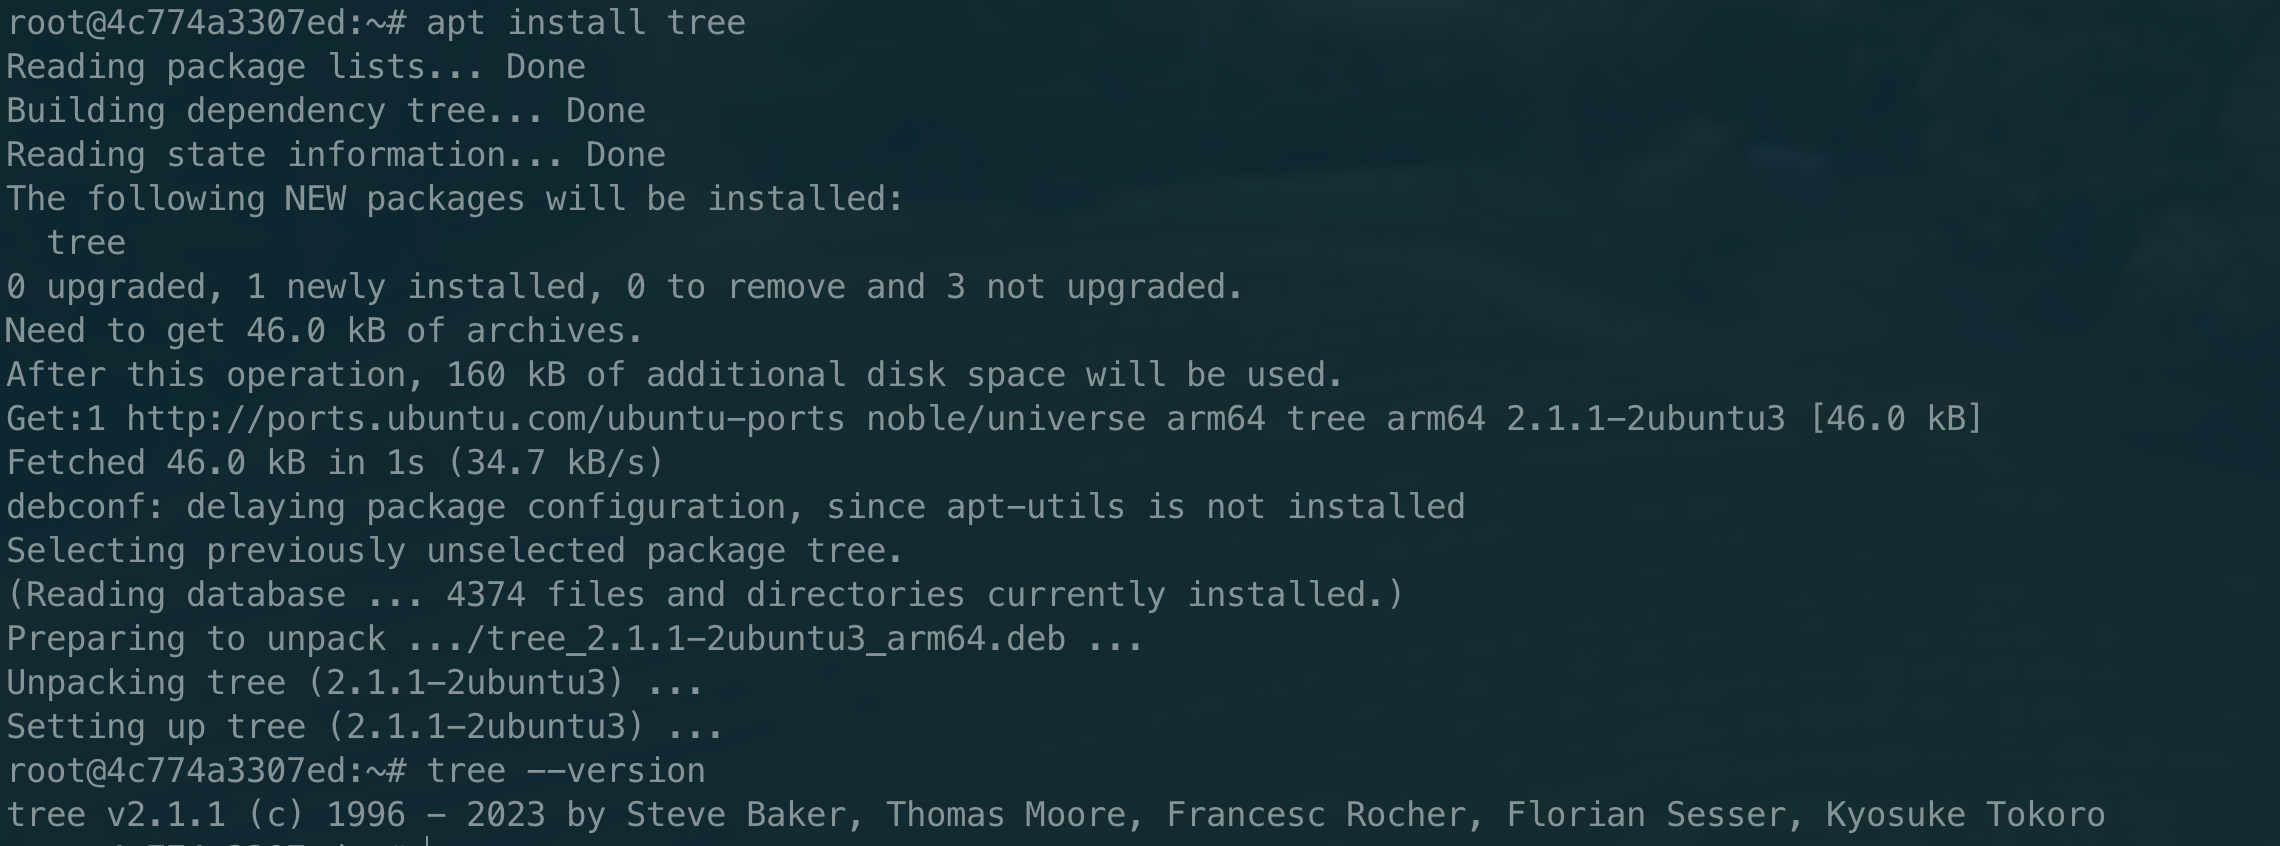 root@4c774a3307ed:~# apt install tree
Reading package lists... Done
Building dependency tree... Done
Reading state information... Done
The following NEW packages will be installed:
  tree
0 upgraded, 1 newly installed, 0 to remove and 3 not upgraded.
Need to get 46.0 kB of archives.
After this operation, 160 kB of additional disk space will be used.
Get:1 http://ports.ubuntu.com/ubuntu-ports noble/universe arm64 tree arm64 2.1.1-2ubuntu3 [46.0 kB]
Fetched 46.0 kB in 1s (34.7 kB/s)
debconf: delaying package configuration, since apt-utils is not installed
Selecting previously unselected package tree.
(Reading database ... 4374 files and directories currently installed.)
Preparing to unpack .../tree_2.1.1-2ubuntu3_arm64.deb ...
Unpacking tree (2.1.1-2ubuntu3) ...
Setting up tree (2.1.1-2ubuntu3) ...
root@4c774a3307ed:~# tree --version
tree v2.1.1 (c) 1996 - 2023 by Steve Baker, Thomas Moore, Francesc Rocher, Florian Sesser, Kyosuke Tokoro